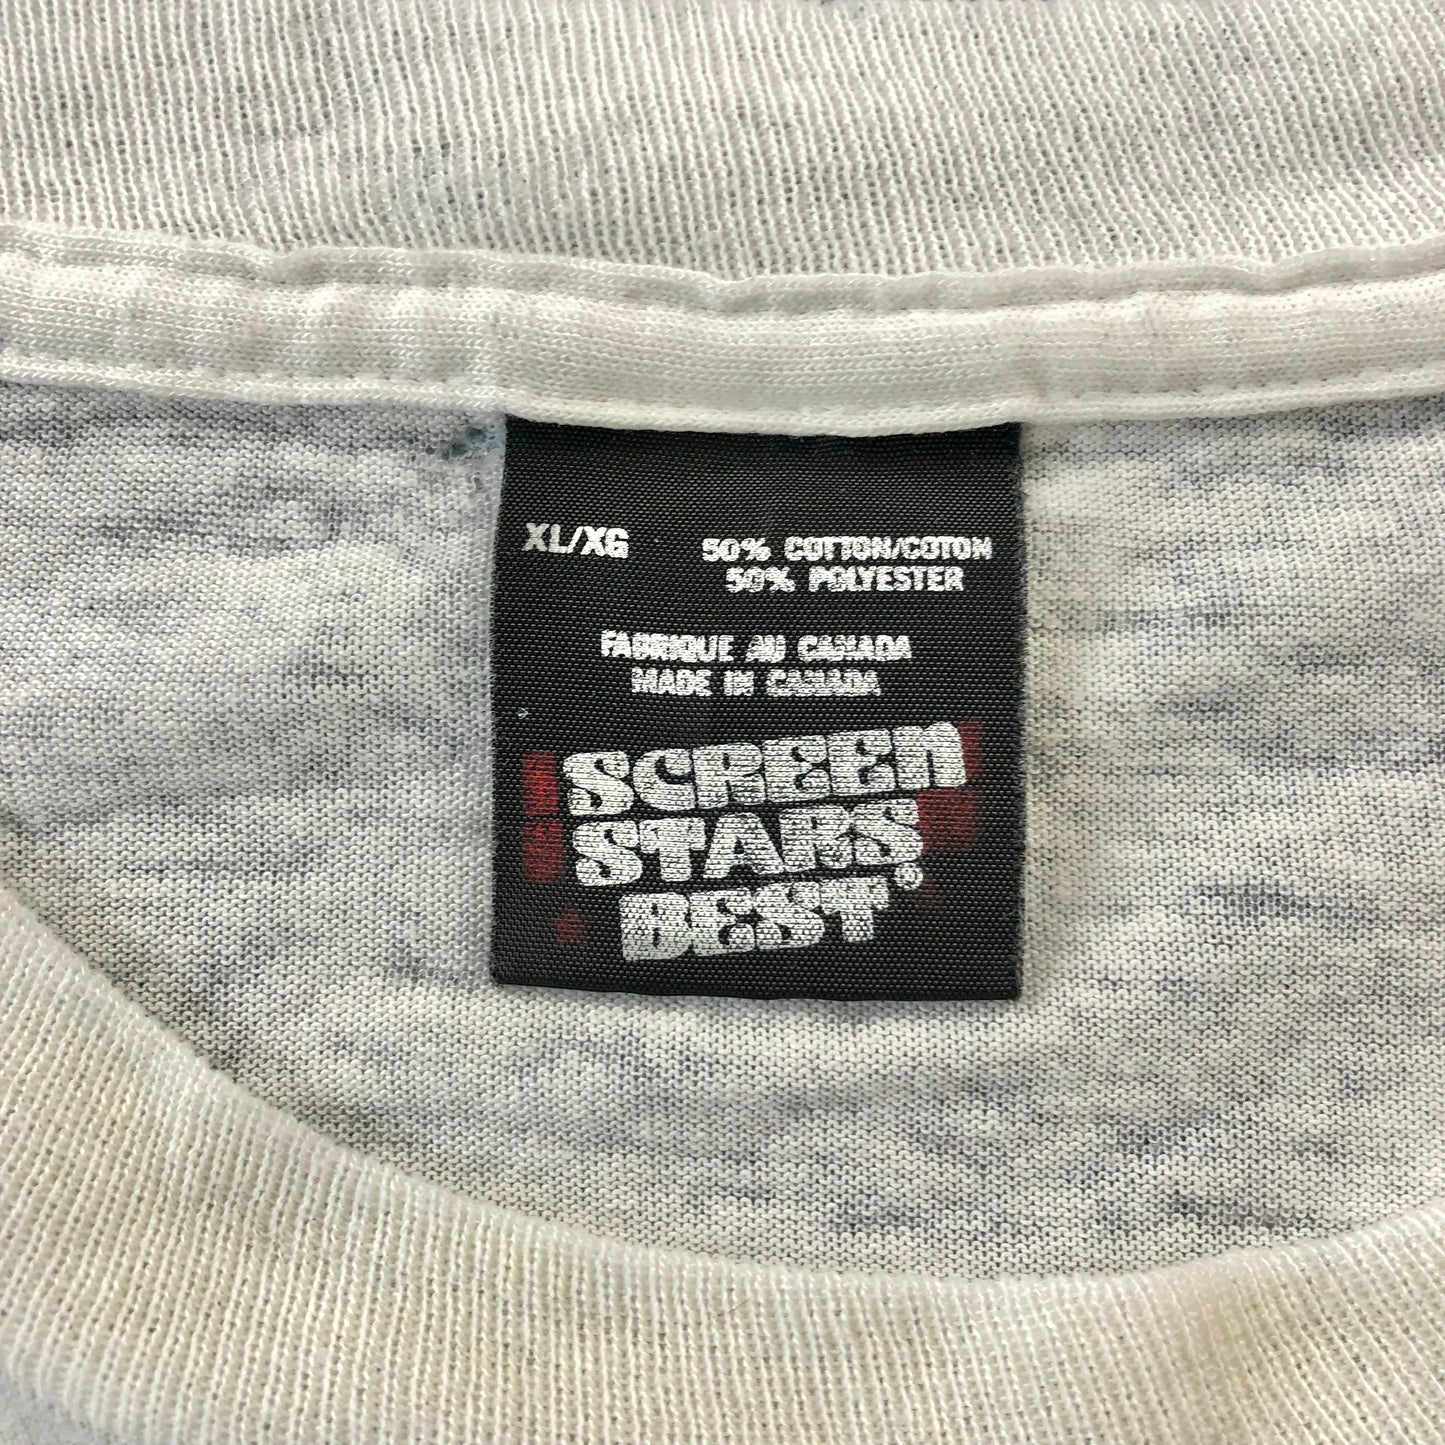 XL/XG
50% COTTON/COTON
50% POLYESTER
FABRIQUE AU CANADA
MADE IN CANADA
SCREEN
STARS
BEST®